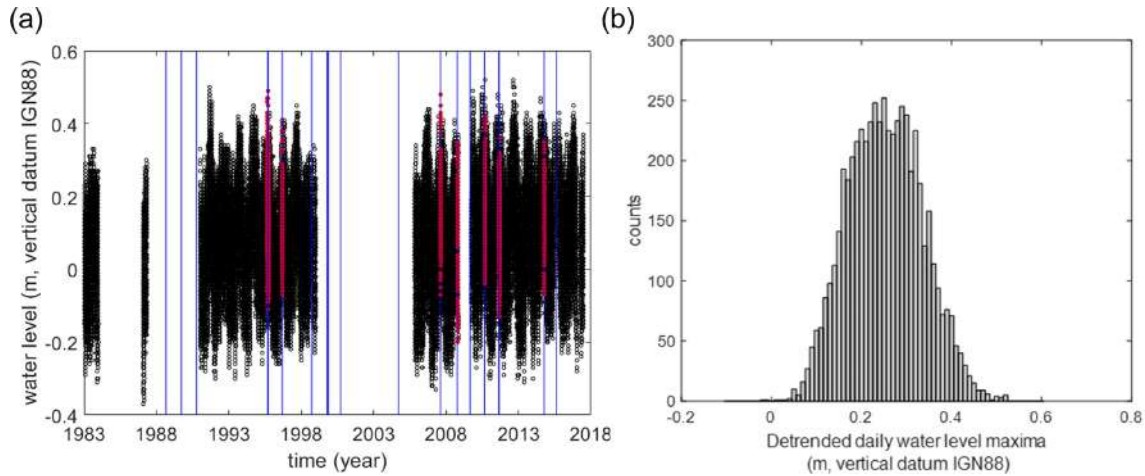 (a)
water level (m, vertical datum IGN88)
0.6
0.4
0.2
0
-0.2
-0.4
1983 1988 1993 1998 2003 2008 2013 2018
time (year)
(b)
counts
300
250
200
150
100
50
0
-0.2 0 0.2 0.4 0.6 0.8
Detrended daily water level maxima
(m, vertical datum IGN88)